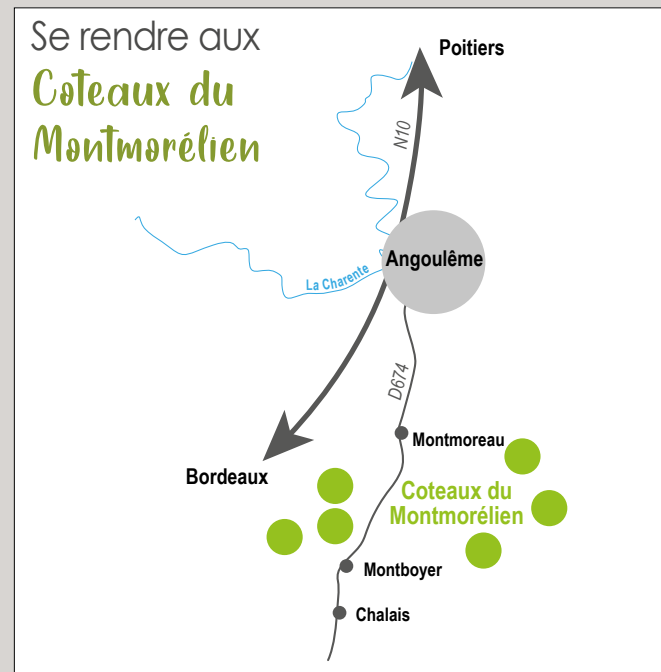 Se rendre aux
Coteaux du
Montmorélien
Poitiers
N10
Angoulême
La Charente
D674
Montmoreau
Bordeaux
Coteaux du
Montmorélien
Montboyer
Chalais